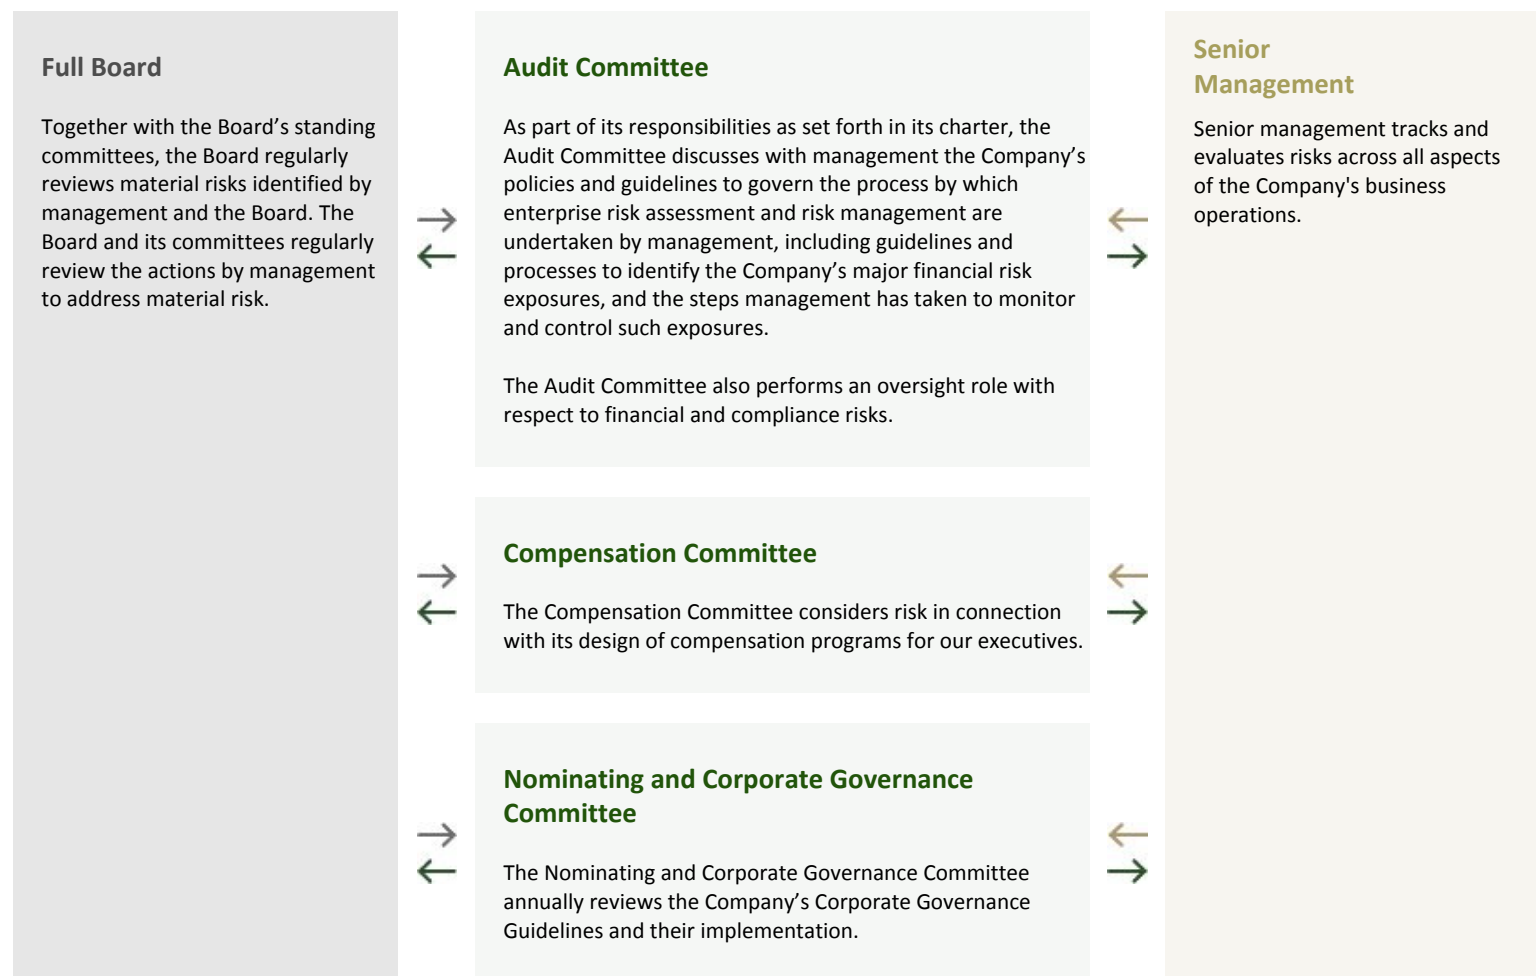 Full Board
Together with the Board’s standing
committees, the Board regularly
reviews material risks identified by
management and the Board. The
Board and its committees regularly
review the actions by management
to address material risk.
Audit Committee
As part of its responsibilities as set forth in its charter, the
Audit Committee discusses with management the Company’s
policies and guidelines to govern the process by which
enterprise risk assessment and risk management are
undertaken by management, including guidelines and
processes to identify the Company’s major financial risk
exposures, and the steps management has taken to monitor
and control such exposures.
The Audit Committee also performs an oversight role with
respect to financial and compliance risks.
Compensation Committee
The Compensation Committee considers risk in connection
with its design of compensation programs for our executives.
Nominating and Corporate Governance
Committee
The Nominating and Corporate Governance Committee
annually reviews the Company’s Corporate Governance
Guidelines and their implementation.
Senior
Management
Senior management tracks and
evaluates risks across all aspects
of the Company's business
operations.